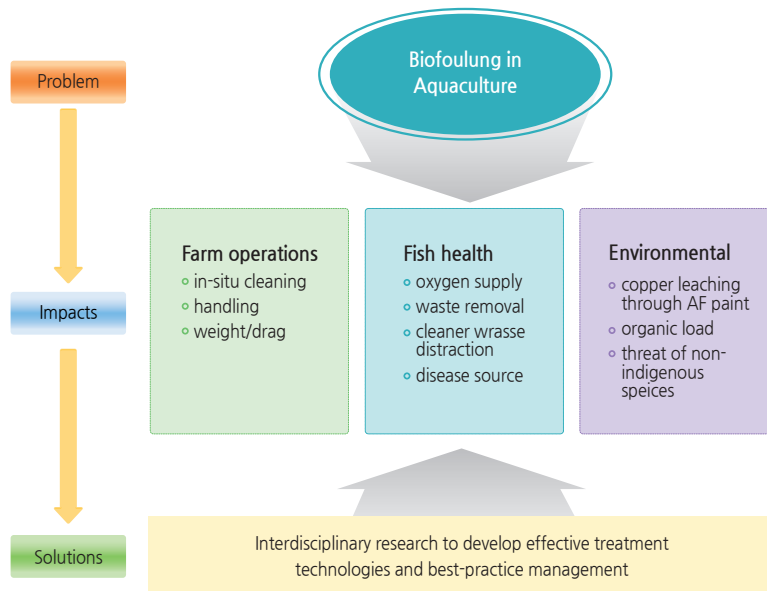 Problem
Biofoulung in
Aquaculture
Impacts
Farm operations
in-situ cleaning
handling
weight/drag
Fish health
oxygen supply
waste removal
cleaner wrasse
distraction
disease source
Environmental
copper leaching
through AF paint
organic load
threat of non-
indigenous
speices
Solutions
Interdisciplinary research to develop effective treatment
technologies and best-practice management